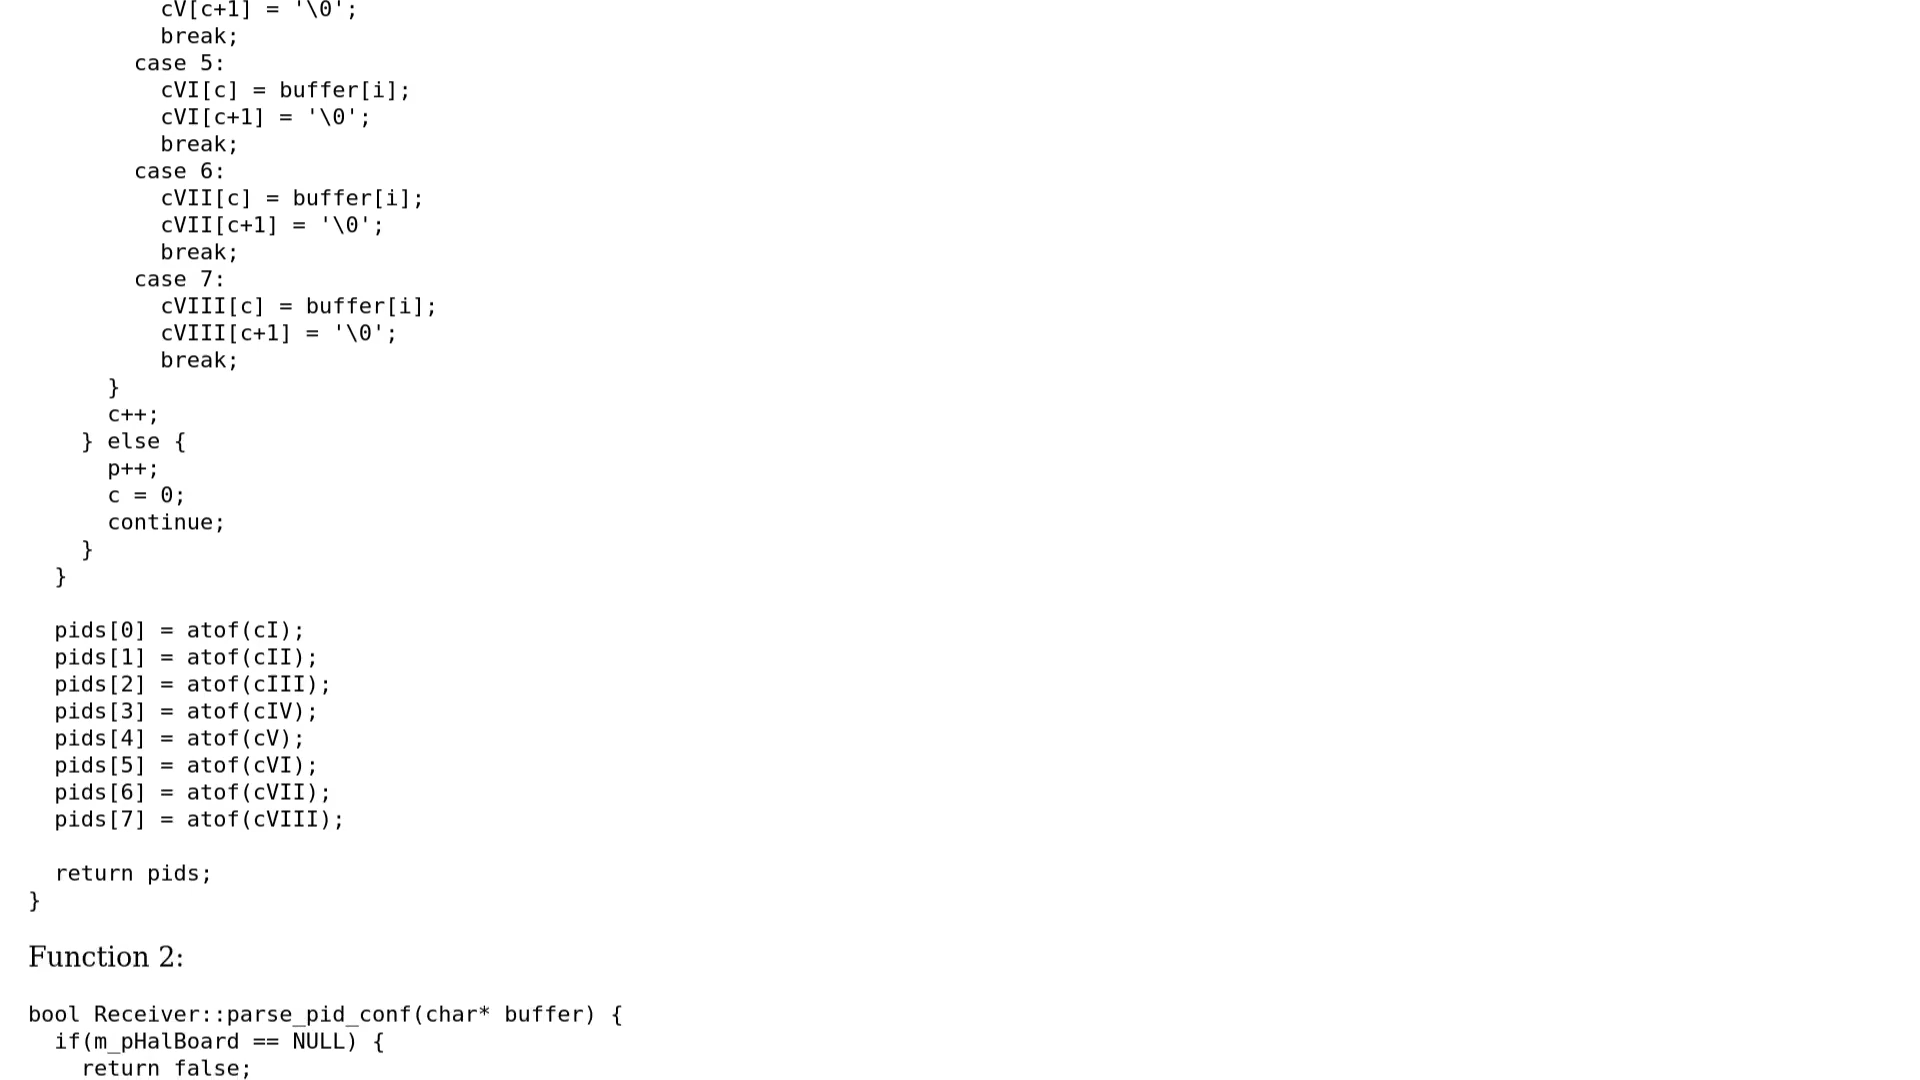 cV[c+1] = '\0';
          break;
        case 5:
          cVI[c] = buffer[i];
          cVI[c+1] = '\0';
          break;
        case 6:
          cVII[c] = buffer[i];
          cVII[c+1] = '\0';
          break;
        case 7:
          cVIII[c] = buffer[i];
          cVIII[c+1] = '\0';
          break;
      }
      c++;
    } else {
      p++;
      c = 0;
      continue;
    }
  }

  pids[0] = atof(cI);
  pids[1] = atof(cII);
  pids[2] = atof(cIII);
  pids[3] = atof(cIV);
  pids[4] = atof(cV);
  pids[5] = atof(cVI);
  pids[6] = atof(cVII);
  pids[7] = atof(cVIII);

  return pids;
}

Function 2:

bool Receiver::parse_pid_conf(char* buffer) {
  if(m_pHalBoard == NULL) {
    return false;